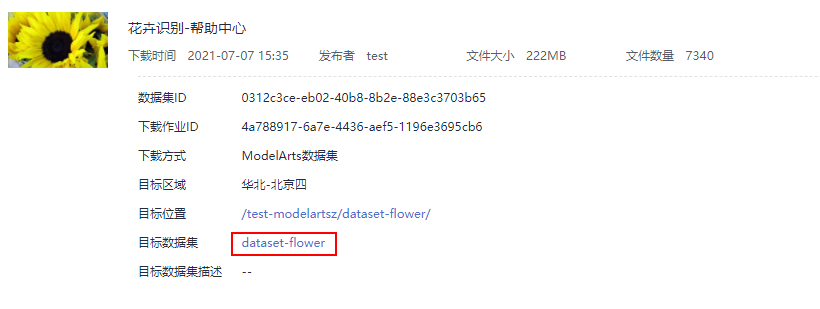 花卉识别-帮助中心
下载时间 2021-07-07 15:35 发布者 test 文件大小 222MB 文件数量 7340
数据集ID 0312c3ce-eb02-40b8-8b2e-88e3c3703b65
下载作业ID 4a788917-6a7e-4436-aef5-1196e3695cb6
下载方式 ModelArts数据集
目标区域 华北-北京四
目标位置 /test-modelartsz/dataset-flower/
目标数据集 dataset-flower
目标数据集描述 --